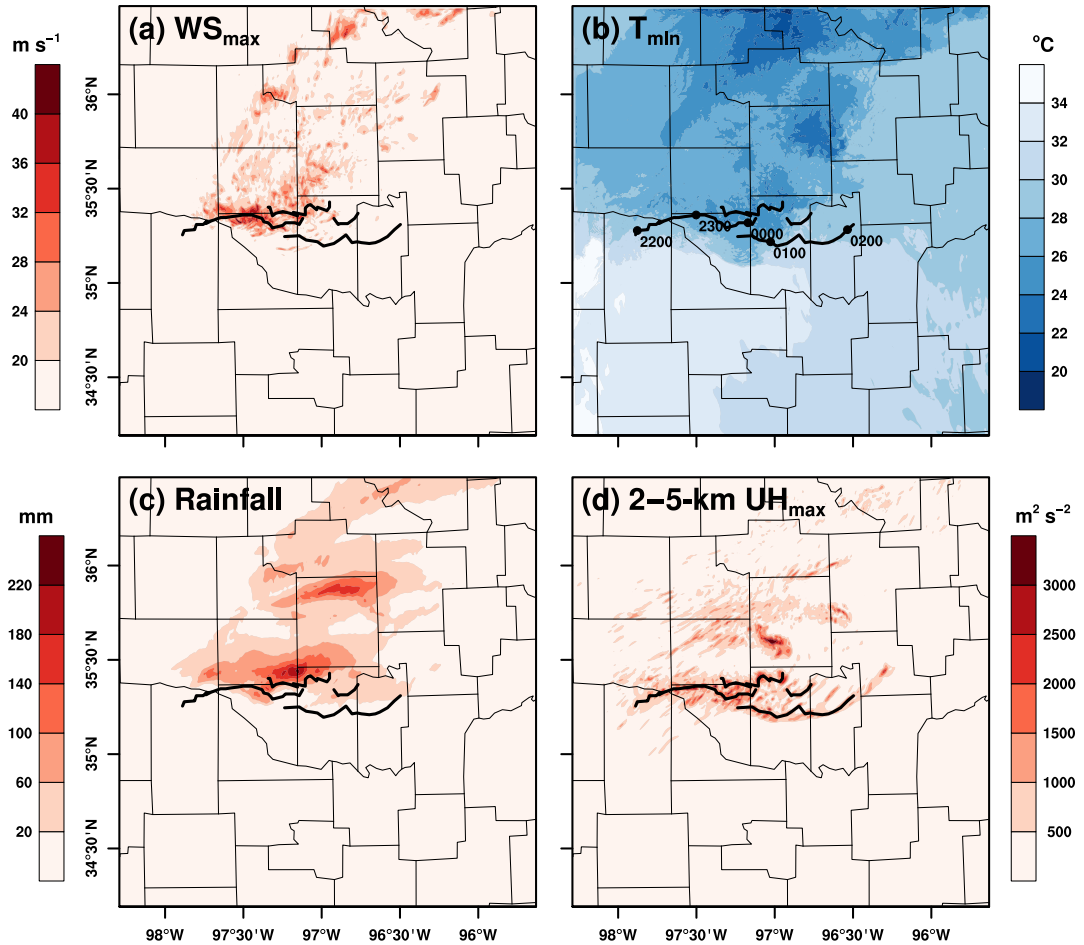 (a) WSmax
m s−1
40
36
32
28
24
20
36°N
35°30'N
35°N
34°30'N
(b) Tmin
°C
34
32
30
28
26
24
22
20
2200
2300
0000
0100
0200
(c) Rainfall
mm
220
180
140
100
60
20
36°N
35°30'N
35°N
34°30'N
98°W
97°30'W
97°W
96°30'W
96°W
(d) 2−5-km UHmax
m2 s−2
3000
2500
2000
1500
1000
500
98°W
97°30'W
97°W
96°30'W
96°W